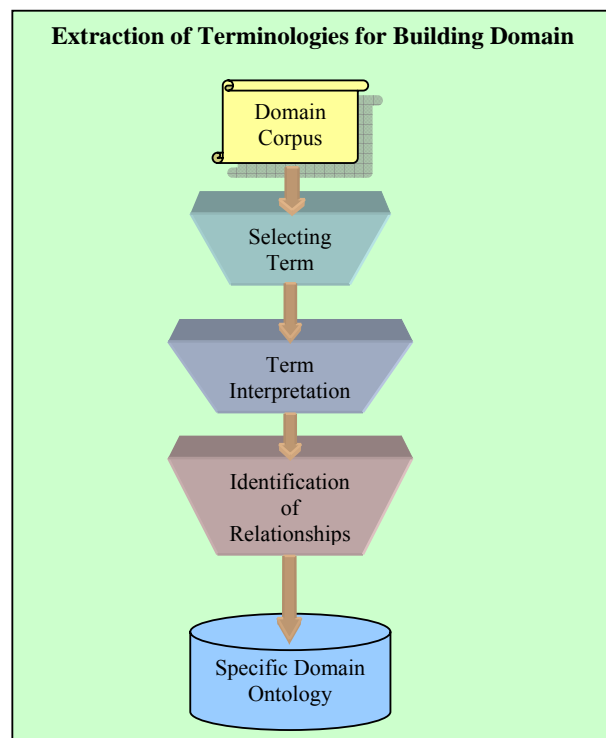 Extraction of Terminologies for Building Domain
Domain
Corpus
Selecting
Term
Term
Interpretation
Identification
of
Relationships
Specific Domain
Ontology